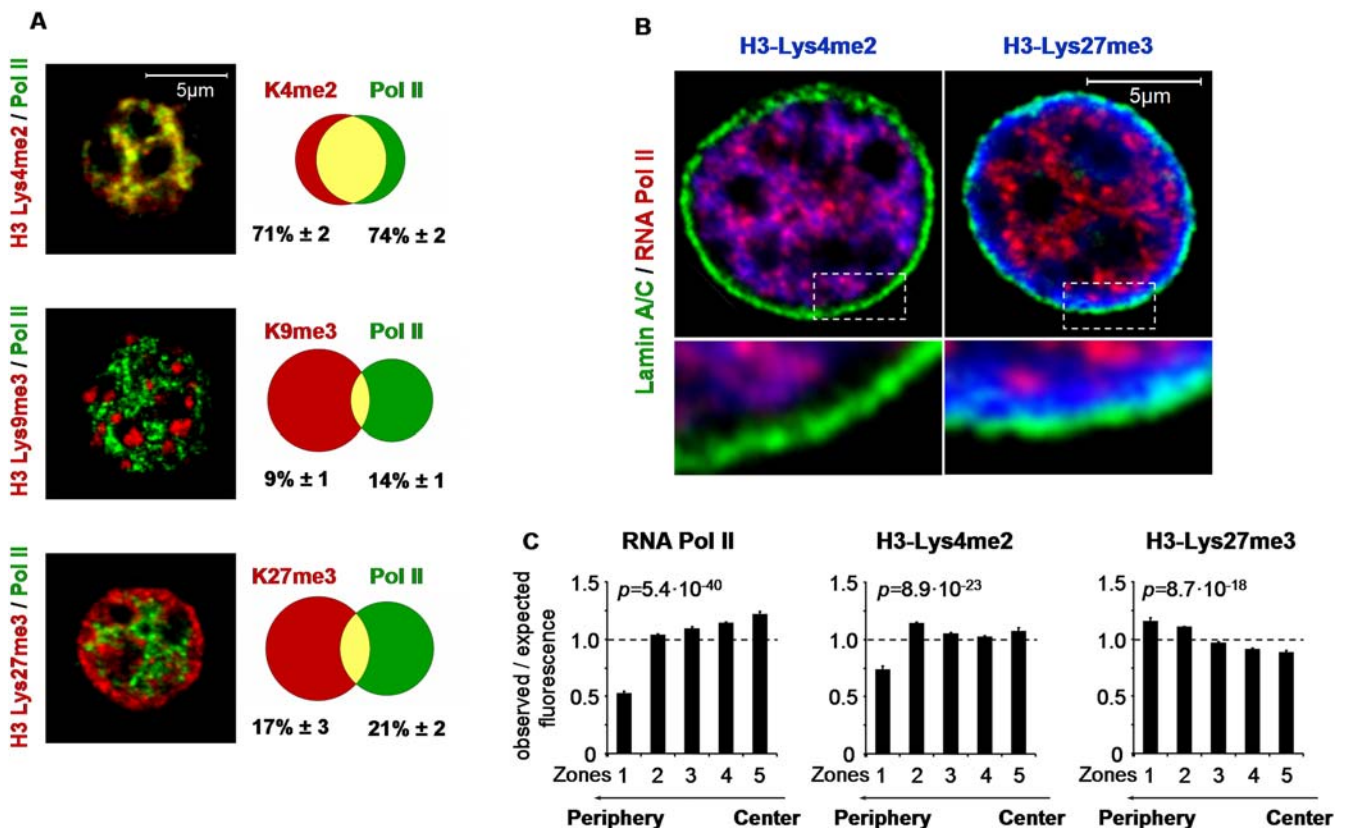 A
H3 Lys4me2 / Pol II
5µm
K4me2 Pol II
71% ± 2 74% ± 2
H3 Lys9me3 / Pol II
K9me3 Pol II
9% ± 1 14% ± 1
H3 Lys27me3 / Pol II
K27me3 Pol II
17% ± 3 21% ± 2
B
H3-Lys4me2 H3-Lys27me3
Lamin A/C / RNA Pol II
5µm
C
RNA Pol II H3-Lys4me2 H3-Lys27me3
observed / expected
fluorescence
1.5
1.0
0.5
0
p=5.4·10⁻⁴⁰
Zones 1 2 3 4 5
Periphery Center
1.5
1.0
0.5
0
p=8.9·10⁻²³
Zones 1 2 3 4 5
Periphery Center
1.5
1.0
0.5
0
p=8.7·10⁻¹⁸
Zones 1 2 3 4 5
Periphery Center